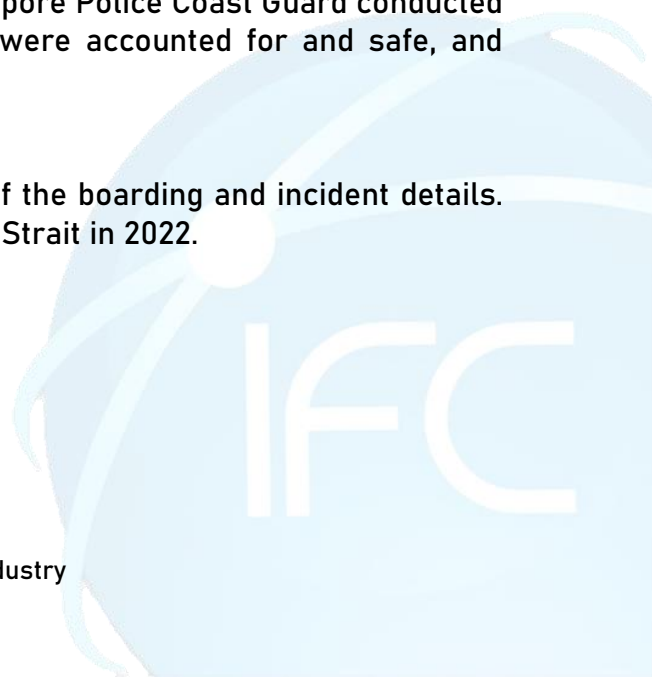 pore Police Coast Guard conducted
were accounted for and safe, and
f the boarding and incident details.
Strait in 2022.
IFC
dustry